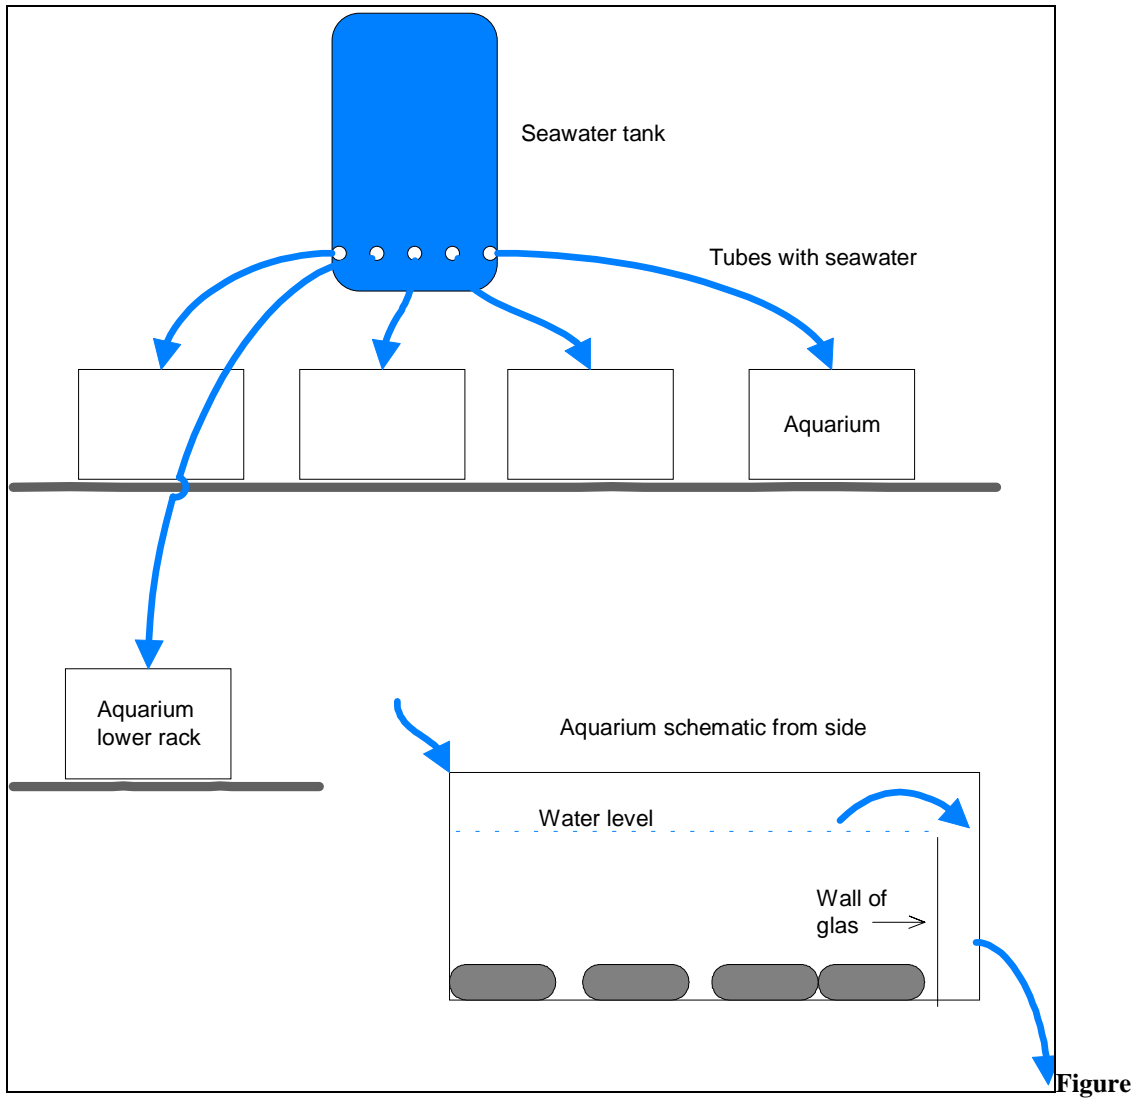 Seawater tank
Tubes with seawater
Aquarium
Aquarium
lower rack
Aquarium schematic from side
Water level
Wall of
glas
Figure